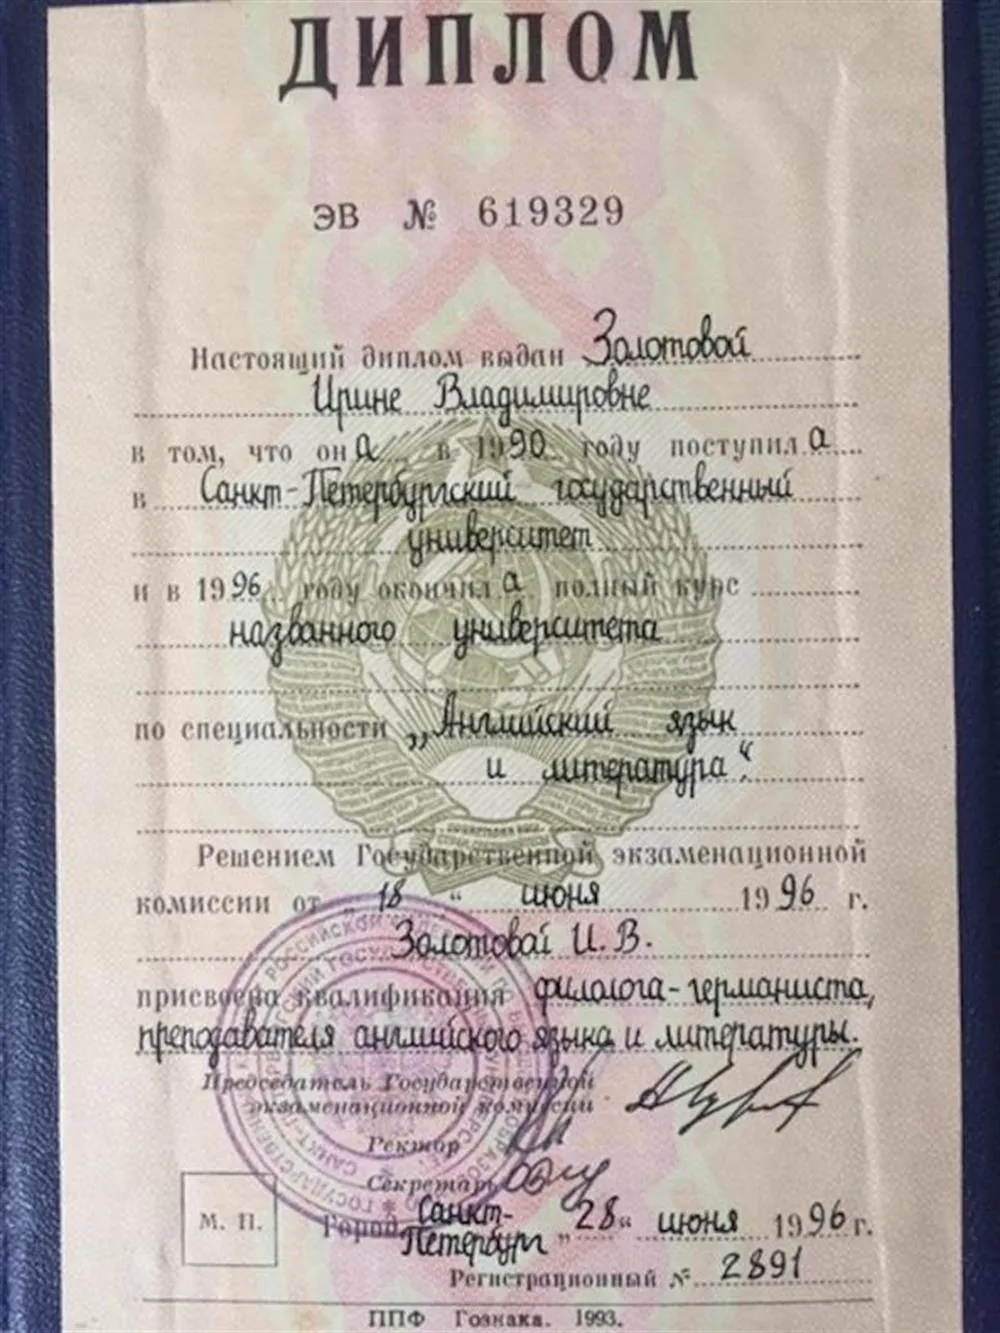 ДИПЛОМ
ЭВ № 619329
Настоящий диплом выдан Золотовой
Ирине Владимировне
в том, что она в 1990 году поступила
в Санкт-Петербургский государственный
университет
и в 1996 году окончила полный курс
названного университета
по специальности „Английский язык
и литература“.
Решением Государственной экзаменационной
комиссии от „18“ июня 1996 г.
Золотовой И. В.
присвоена квалификация филолога-германиста,
преподавателя английского языка и литературы.
Председатель Государственной
экзаменационной комиссии
Ректор
Секретарь
М. П.
Город Санкт-
Петербург „28“ июня 1996 г.
Регистрационный № 2891
ППФ Гознака. 1993.